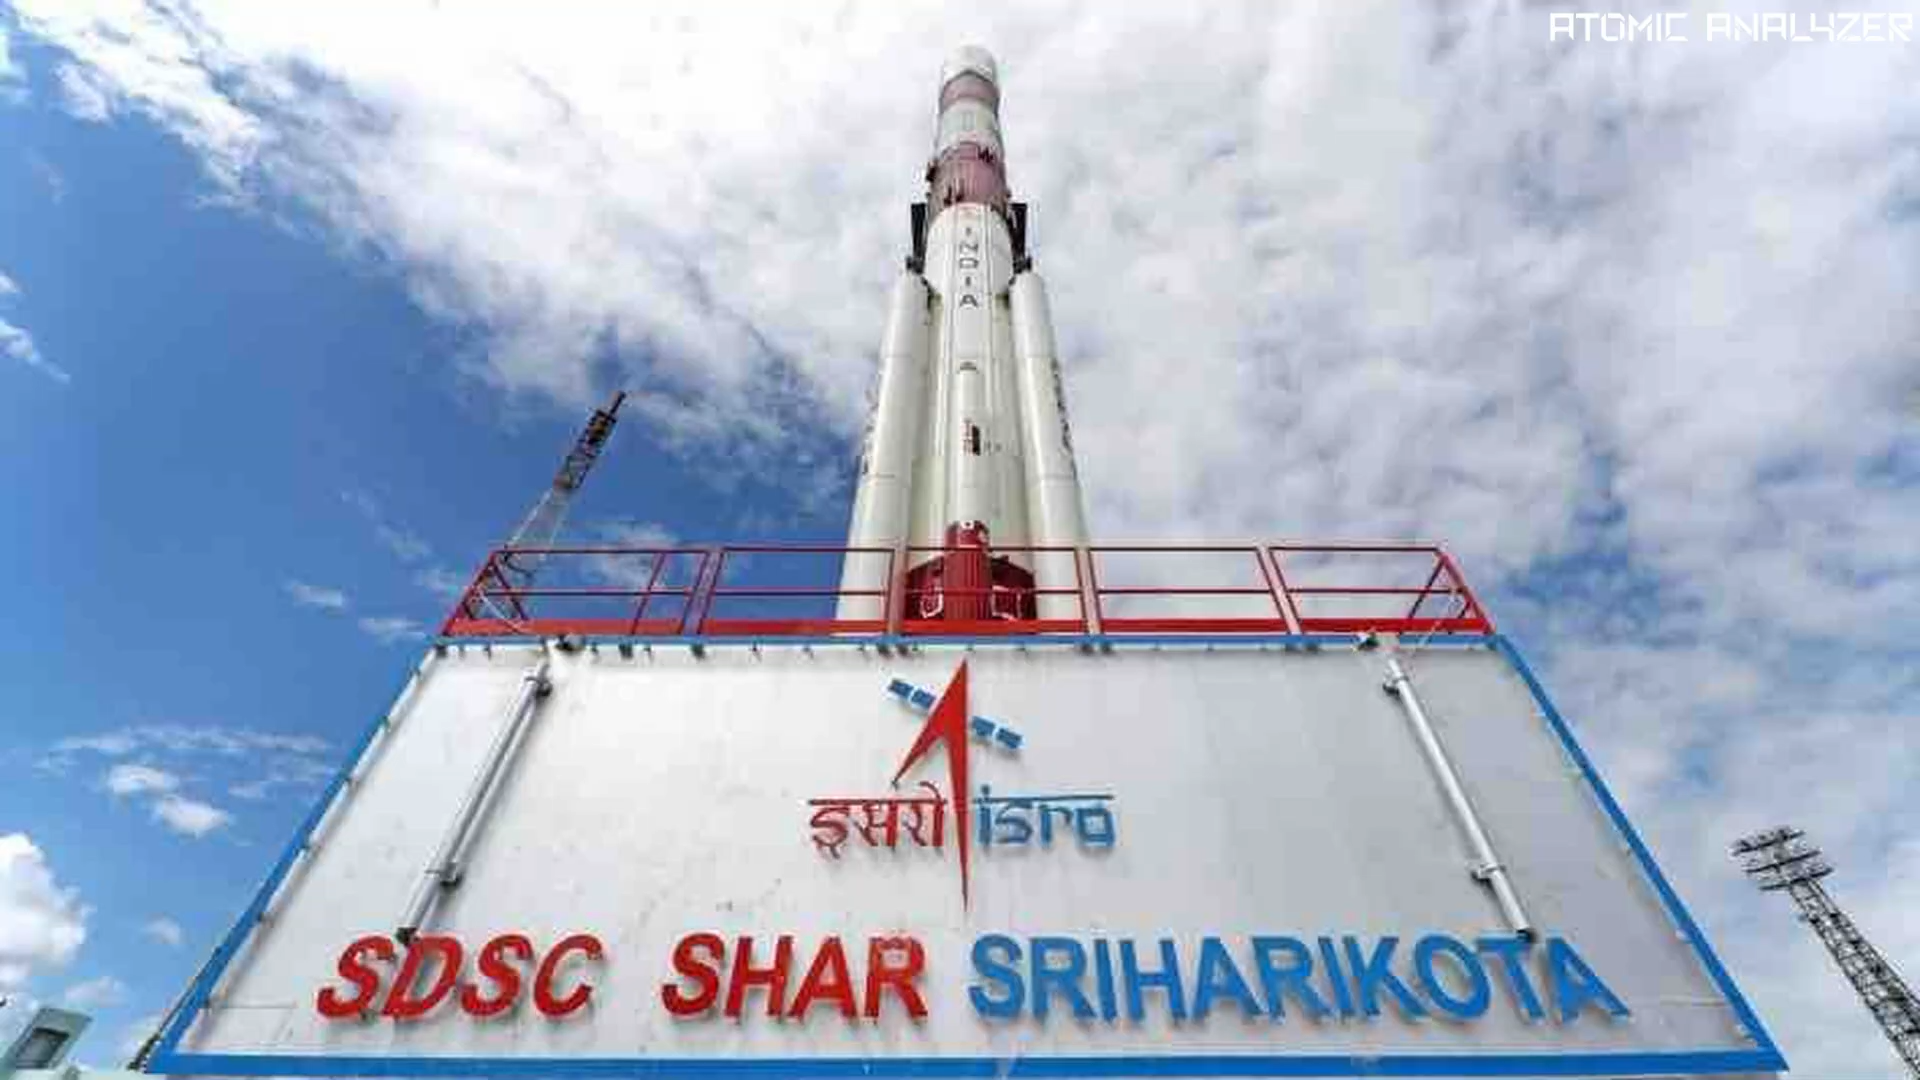 ATOMIC ANALYZER
INDIA
इसरो isro
SDSC SHAR SRIHARIKOTA